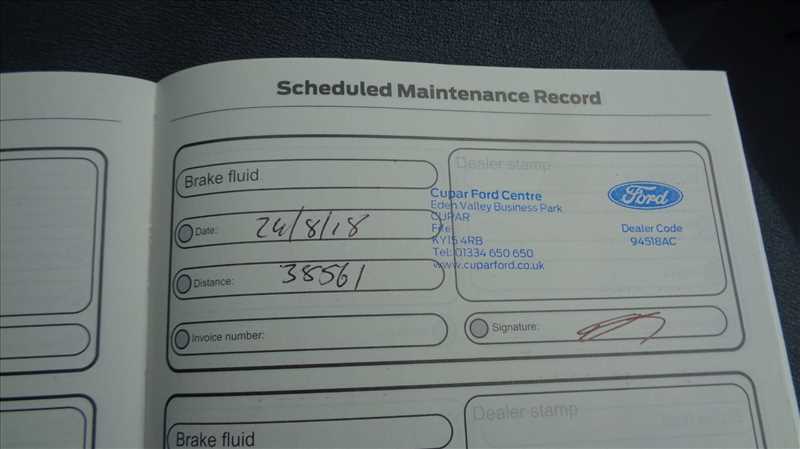 Scheduled Maintenance Record
Brake fluid
Dealer stamp
Cupar Ford Centre
Eden Valley Business Park
CUPAR
Fife
KY15 4RB
Tel: 01334 650 650
www.cuparford.co.uk
Ford
Dealer Code
94518AC
Date: 24/8/18
Distance: 38561
Invoice number:
Signature:
Brake fluid
Dealer stamp